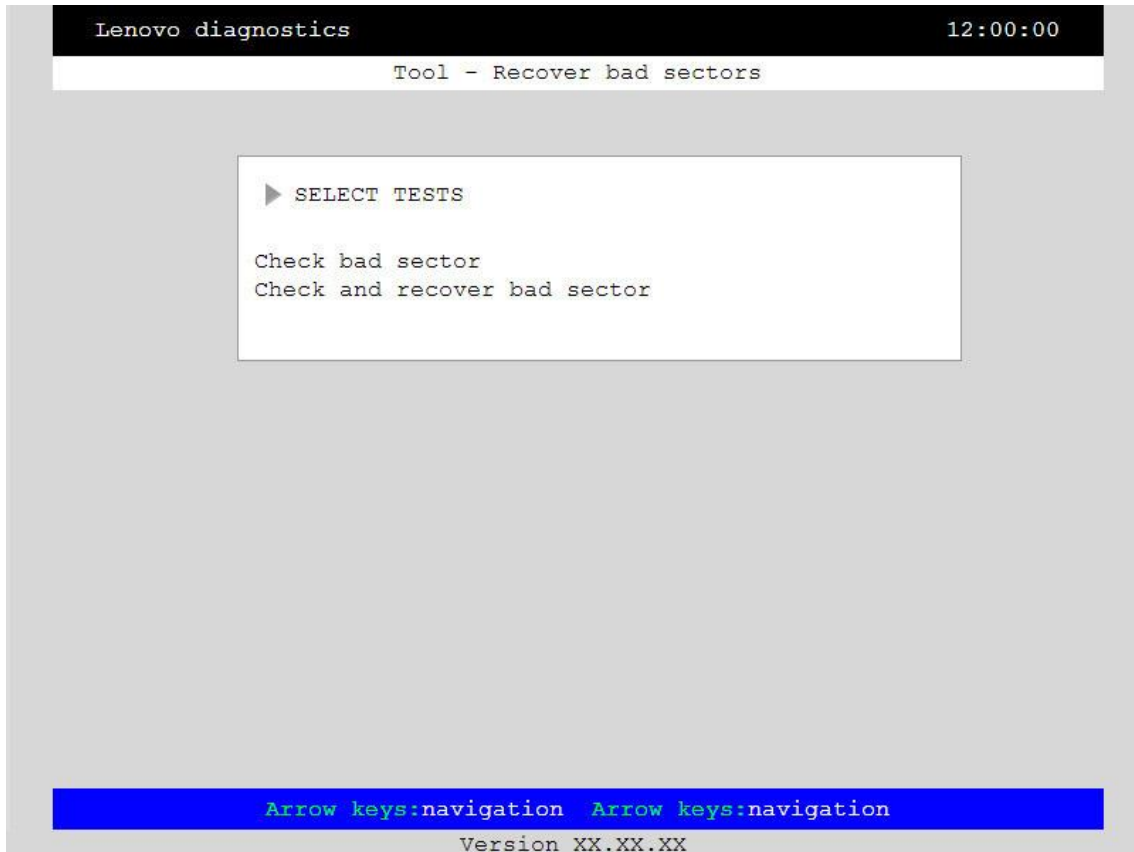 Lenovo diagnostics 12:00:00
Tool - Recover bad sectors
SELECT TESTS
Check bad sector
Check and recover bad sector
Arrow keys:navigation Arrow keys:navigation
Version XX.XX.XX